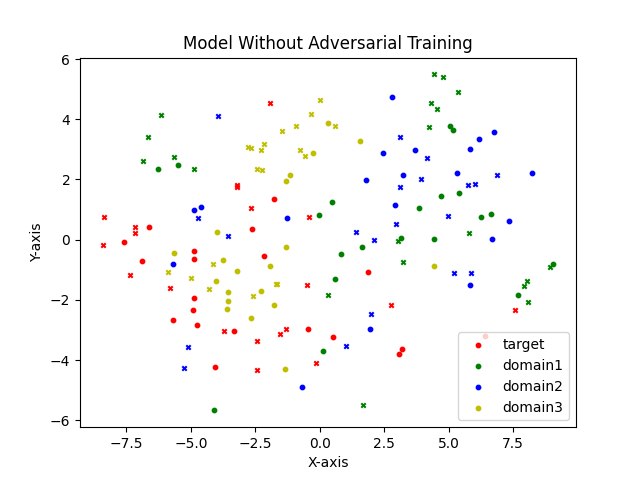 Model Without Adversarial Training
6
4
2
0
−2
−4
−6
Y-axis
−7.5 −5.0 −2.5 0.0 2.5 5.0 7.5
X-axis
target
domain1
domain2
domain3